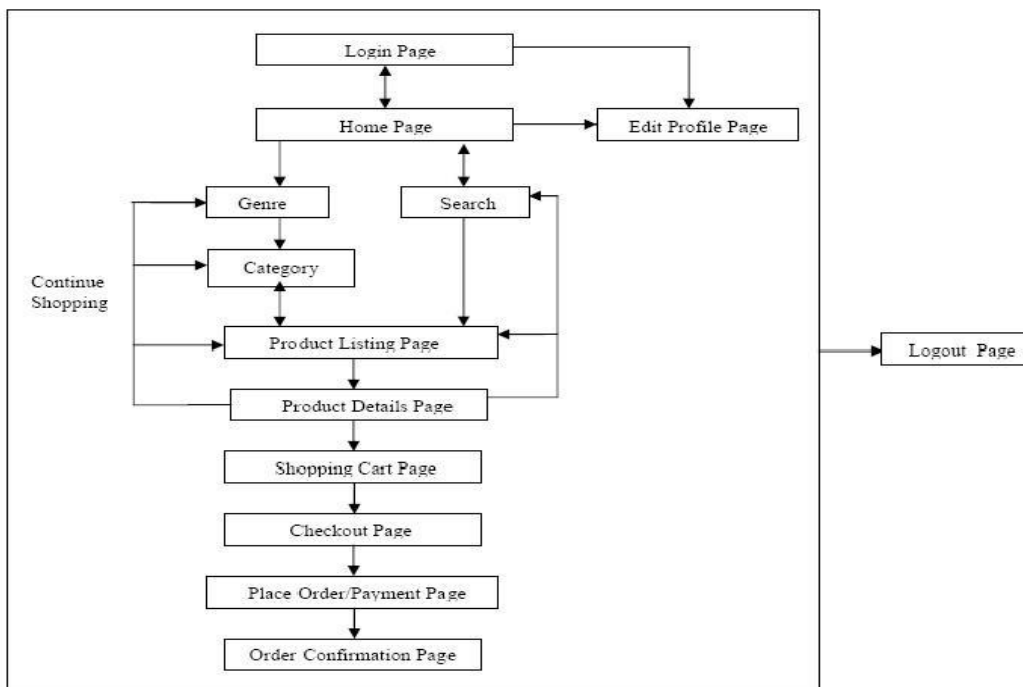 Login Page
Home Page
Edit Profile Page
Genre
Search
Category
Continue
Shopping
Product Listing Page
Logout Page
Product Details Page
Shopping Cart Page
Checkout Page
Place Order/Payment Page
Order Confirmation Page